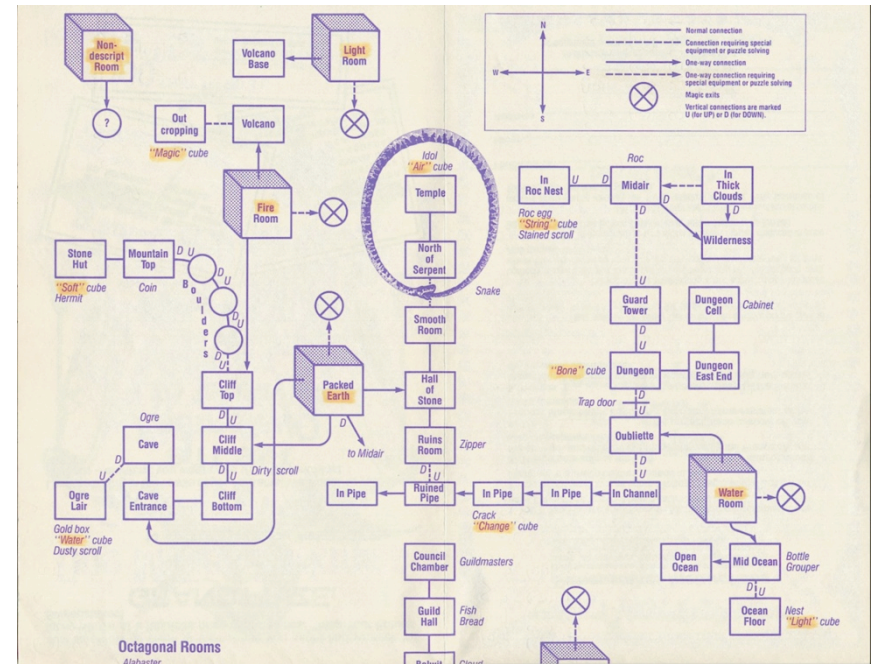 Non-
descript
Room
?
Volcano
Base
Light
Room
Out
cropping
"Magic" cube
Volcano
Fire
Room
N
W
E
S
Normal connection
Connection requiring special
equipment or puzzle solving
One-way connection
One-way connection requiring
special equipment or puzzle solving
Magic exits
Vertical connections are marked
U (for UP) or D (for DOWN).
Idol
"Air" cube
Temple
North
of
Serpent
Snake
Smooth
Room
Hall
of
Stone
Ruins
Room
Zipper
D
U
Ruined
Pipe
In Pipe
In Pipe
In Pipe
In Channel
Crack
"Change" cube
Roc
In
Roc Nest
U
D
Midair
D
D
In
Thick
Clouds
D
Wilderness
Roc egg
"String" cube
Stained scroll
U
Guard
Tower
D
U
Dungeon
Cell
Cabinet
"Bone" cube
Dungeon
Dungeon
East End
Trap door
D
U
Oubliette
D
U
Water
Room
Open
Ocean
Mid Ocean
Bottle
Grouper
D
U
Ocean
Floor
Nest
"Light" cube
Stone
Hut
"Soft" cube
Hermit
Mountain
Top
Coin
D
U
D
U
D
U
D
U
Boulders
Cliff
Top
D
U
Cliff
Middle
Dirty scroll
D
U
Cliff
Bottom
Packed
Earth
D
to Midair
Ogre
Cave
D
U
Ogre
Lair
Gold box
"Water" cube
Dusty scroll
Cave
Entrance
Council
Chamber
Guildmasters
Guild
Hall
Fish
Bread
Octagonal Rooms
Alabaster
Cloud